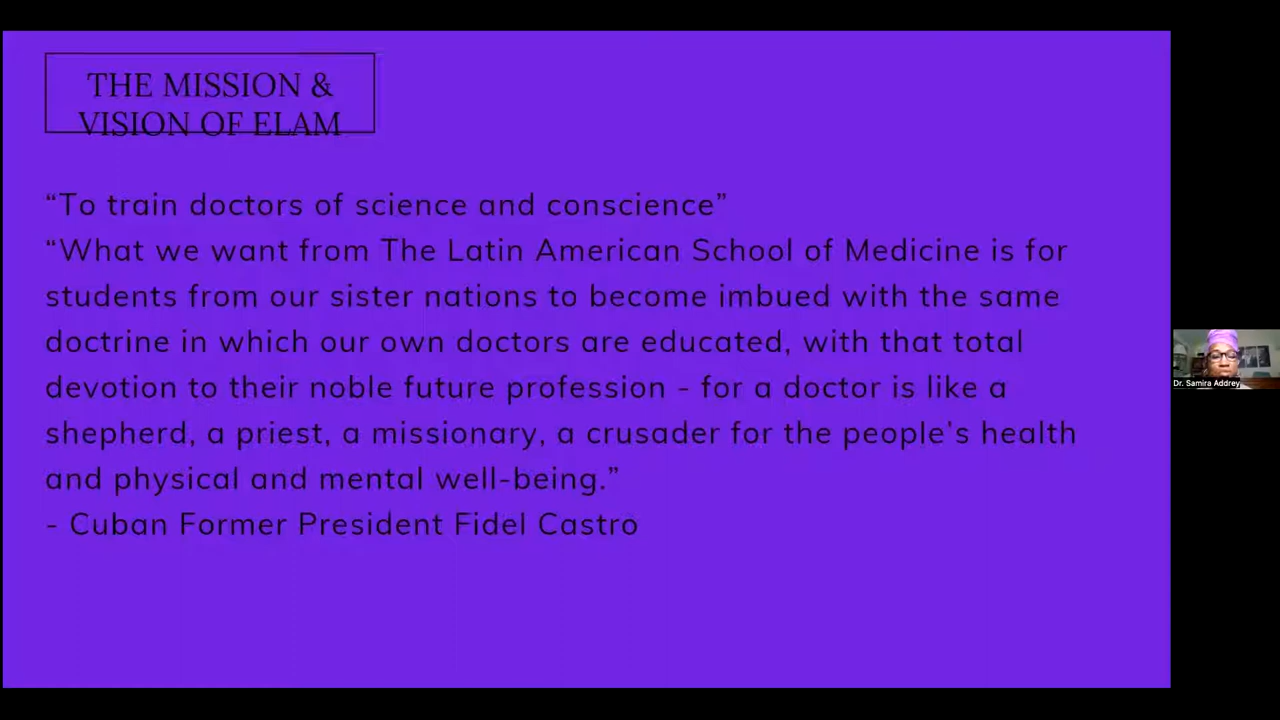 THE MISSION &
VISION OF ELAM
“To train doctors of science and conscience”
“What we want from The Latin American School of Medicine is for
students from our sister nations to become imbued with the same
doctrine in which our own doctors are educated, with that total
devotion to their noble future profession - for a doctor is like a
shepherd, a priest, a missionary, a crusader for the people's health
and physical and mental well-being.”
- Cuban Former President Fidel Castro
Dr. Samira Addrey